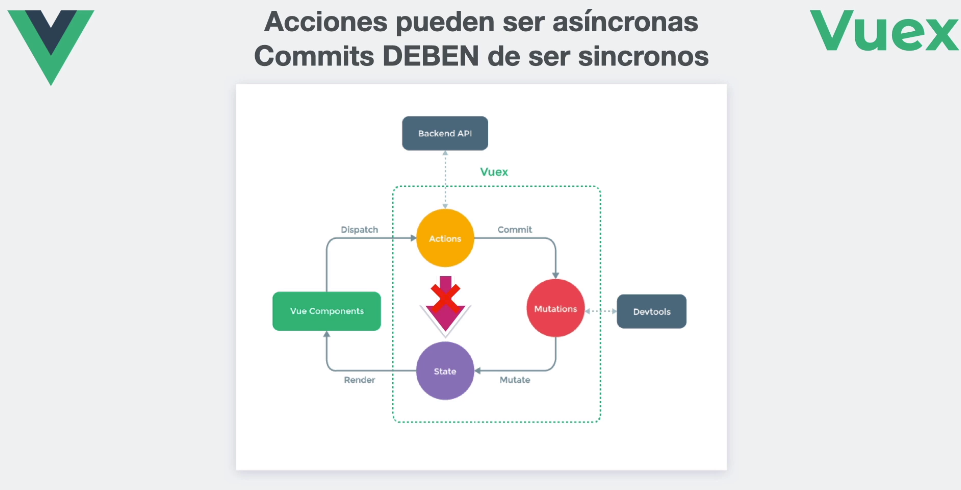 Acciones pueden ser asíncronas
Commits DEBEN de ser sincronos
Vuex
Backend API
Vuex
Dispatch
Actions
Commit
Vue Components
Mutations
Devtools
State
Render
Mutate